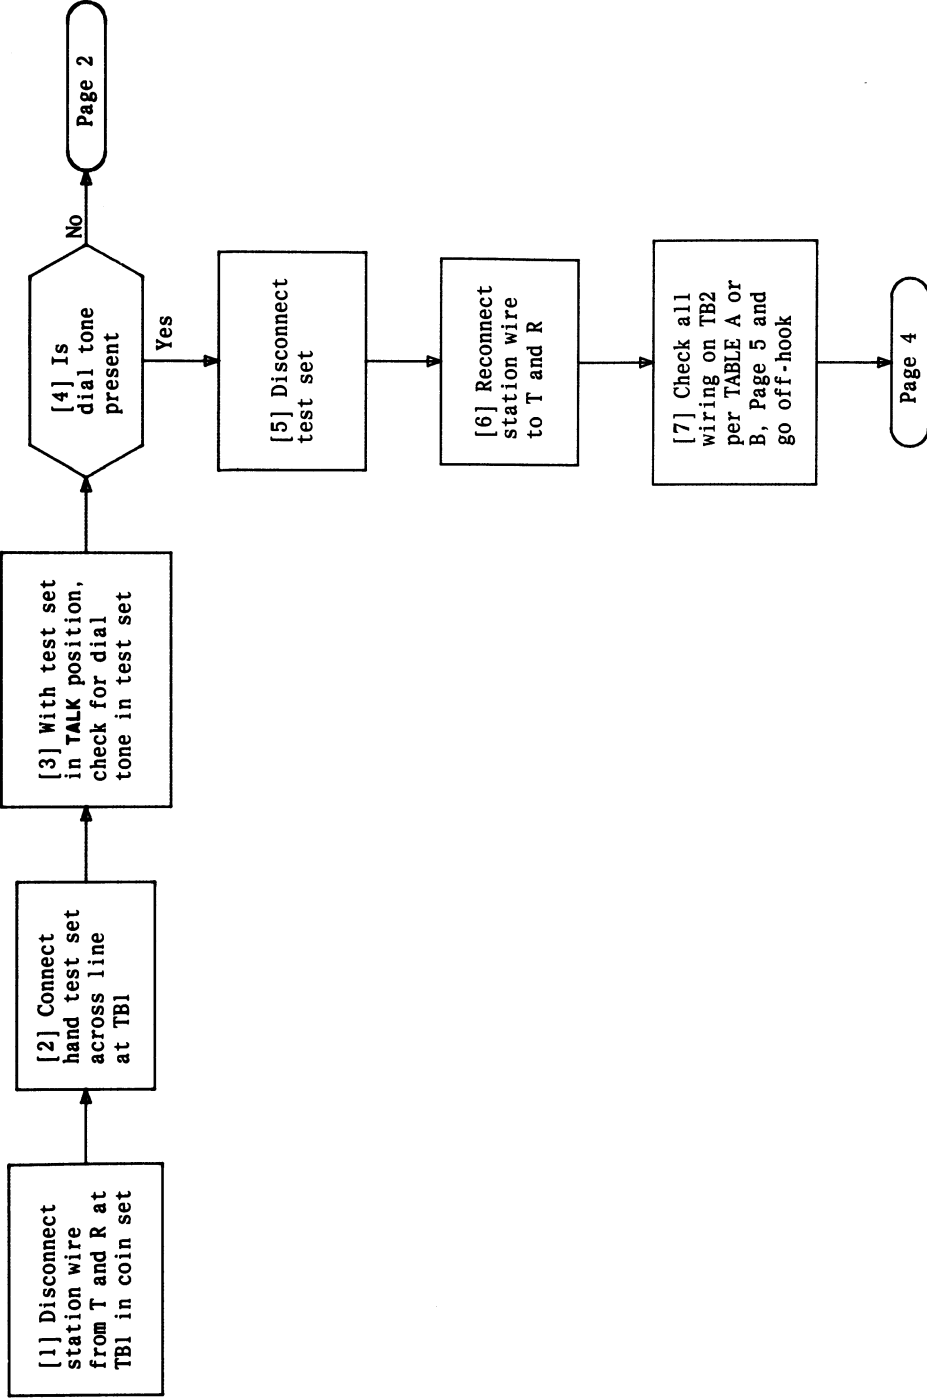 [1] Disconnect
station wire
from T and R at
TB1 in coin set
[2] Connect
hand test set
across line
at TB1
[3] With test set
in TALK position,
check for dial
tone in test set
[4] Is
dial tone
present
No
Page 2
Yes
[5] Disconnect
test set
[6] Reconnect
station wire
to T and R
[7] Check all
wiring on TB2
per TABLE A or
B, Page 5 and
go off-hook
Page 4